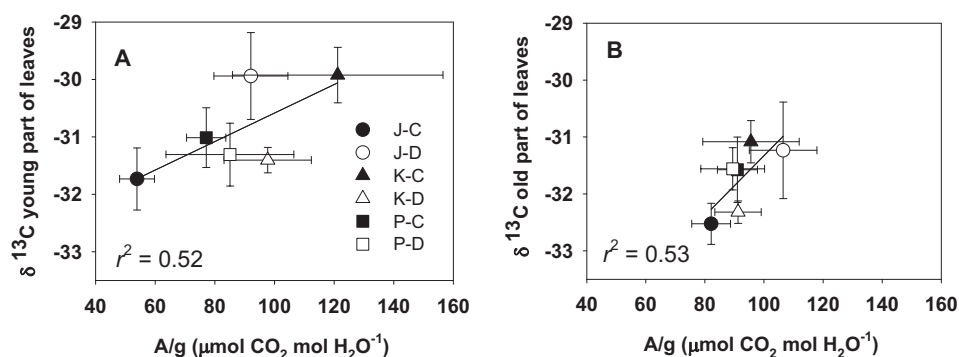 δ ¹³C young part of leaves
-29
-30
-31
-32
-33
A
J-C
J-D
K-C
K-D
P-C
P-D
r² = 0.52
40 60 80 100 120 140 160
A/g (μmol CO₂ mol H₂O⁻¹)
δ ¹³C old part of leaves
-29
-30
-31
-32
-33
B
r² = 0.53
40 60 80 100 120 140 160
A/g (μmol CO₂ mol H₂O⁻¹)